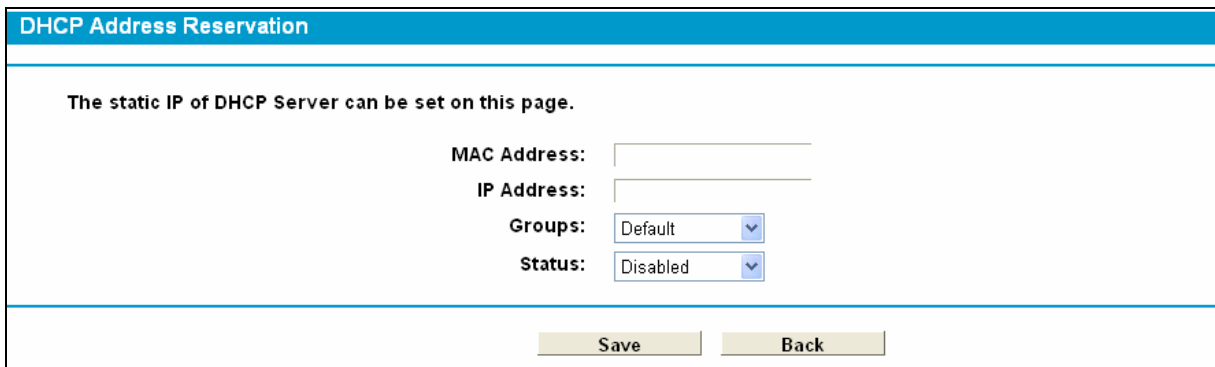 DHCP Address Reservation
The static IP of DHCP Server can be set on this page.
MAC Address:
IP Address:
Groups: Default
Status: Disabled
Save Back